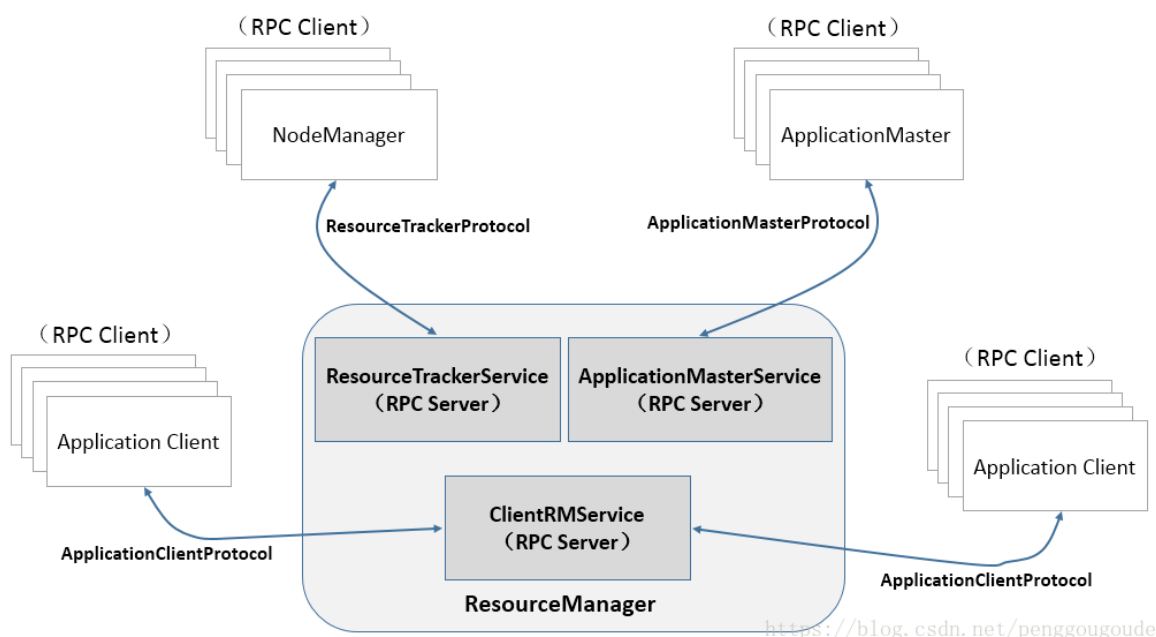 （RPC Client）
（RPC Client）
NodeManager
ApplicationMaster
ResourceTrackerProtocol
ApplicationMasterProtocol
（RPC Client）
（RPC Client）
ResourceTrackerService
（RPC Server）
ApplicationMasterService
（RPC Server）
Application Client
Application Client
ClientRMService
（RPC Server）
ApplicationClientProtocol
ApplicationClientProtocol
ResourceManager
https://blog.csdn.net/penggougoude